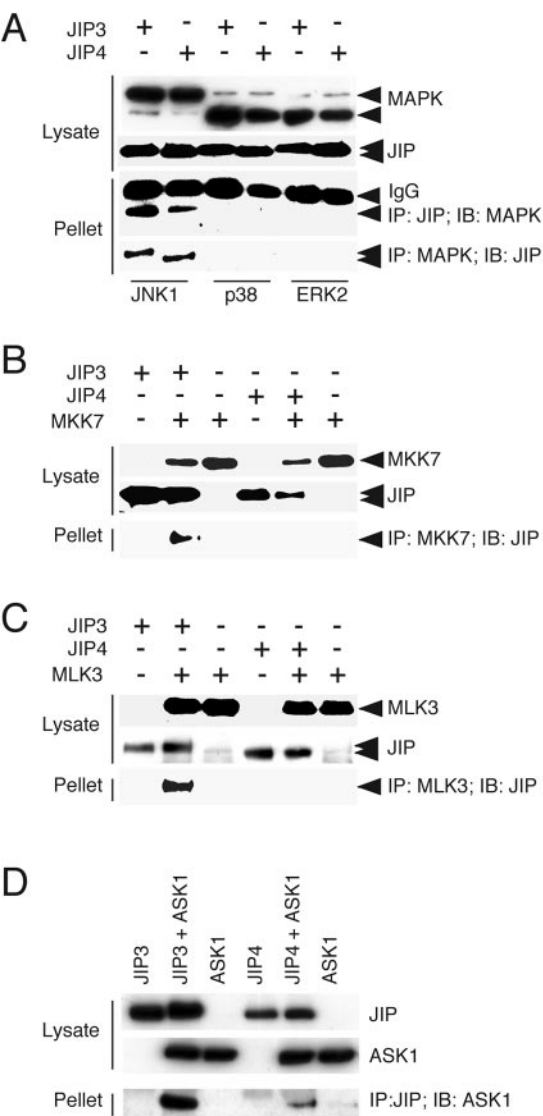 A
JIP3 + - + - + -
JIP4 - + - + - +
Lysate
MAPK
JIP
Pellet
IgG
IP: JIP; IB: MAPK
IP: MAPK; IB: JIP
JNK1 p38 ERK2
B
JIP3 + + - - - -
JIP4 - - - + + -
MKK7 - + + - + +
Lysate
MKK7
JIP
Pellet
IP: MKK7; IB: JIP
C
JIP3 + + - - - -
JIP4 - - - + + -
MLK3 - + + - + +
Lysate
MLK3
JIP
Pellet
IP: MLK3; IB: JIP
D
JIP3
JIP3 + ASK1
ASK1
JIP4
JIP4 + ASK1
ASK1
Lysate
JIP
ASK1
Pellet
IP:JIP; IB: ASK1